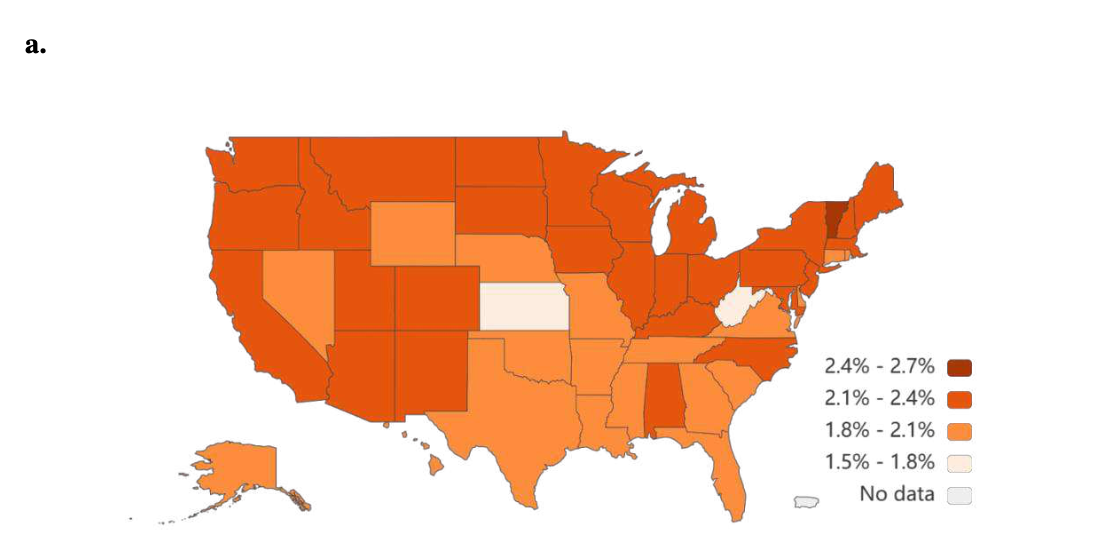 a.
2.4% - 2.7%
2.1% - 2.4%
1.8% - 2.1%
1.5% - 1.8%
No data